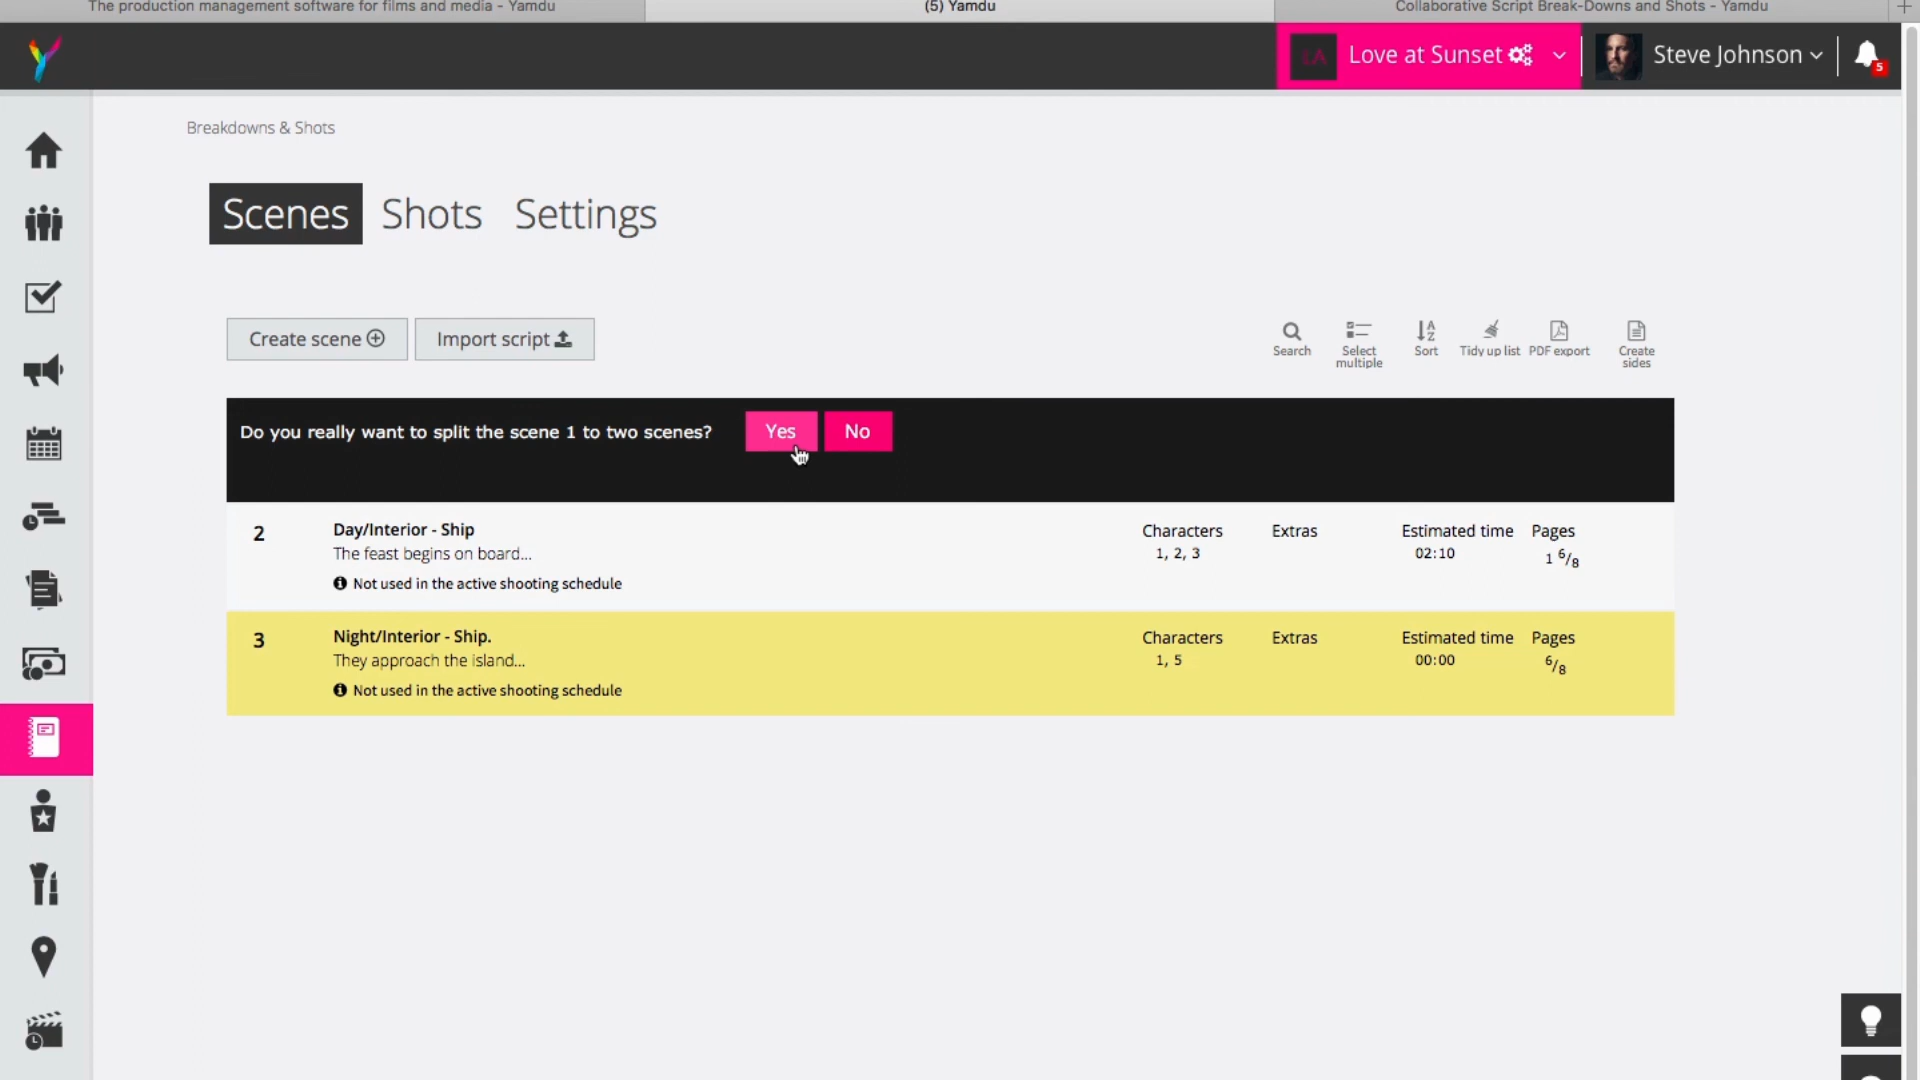 The production management software for films and media - Yamdu
(5) Yamdu
Collaborative Script Break-Downs and Shots - Yamdu
LA
Love at Sunset
Steve Johnson
5
Breakdowns & Shots
Scenes Shots Settings
Create scene
Import script
Search
Select multiple
Sort
Tidy up list
PDF export
Create sides
Do you really want to split the scene 1 to two scenes?
Yes
No
2
Day/Interior - Ship
The feast begins on board...
Not used in the active shooting schedule
Characters
1, 2, 3
Extras
Estimated time
02:10
Pages
1 6/8
3
Night/Interior - Ship.
They approach the island...
Not used in the active shooting schedule
Characters
1, 5
Extras
Estimated time
00:00
Pages
6/8